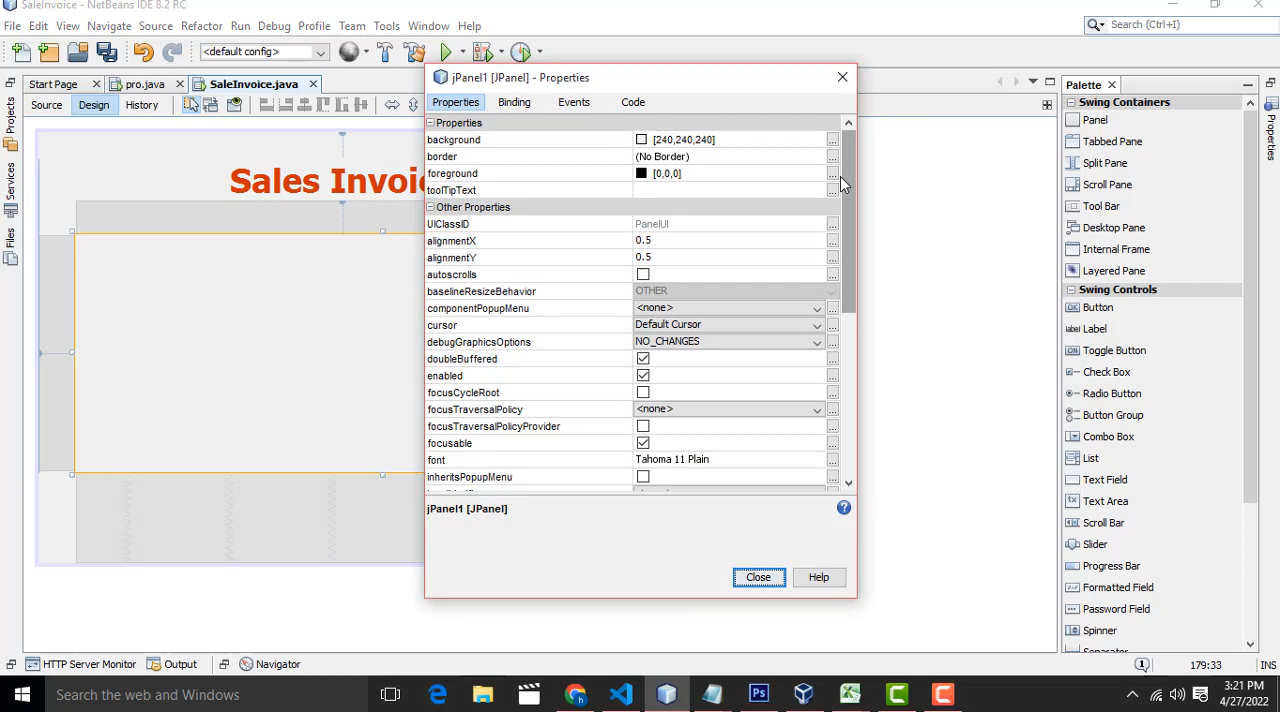 SaleInvoice - NetBeans IDE 8.2 RC
File Edit View Navigate Source Refactor Run Debug Profile Team Tools Window Help
Search (Ctrl+I)
<default config>
Start Page pro.java SaleInvoice.java
Source Design History
Projects
Files
Sales Invoic
jPanel1 [JPanel] - Properties
Properties Binding Events Code
Properties
background [240,240,240]
border (No Border)
foreground [0,0,0]
toolTipText
Other Properties
UIClassID PanelUI
alignmentX 0.5
alignmentY 0.5
autoscrolls
baselineResizeBehavior OTHER
componentPopupMenu <none>
cursor Default Cursor
debugGraphicsOptions NO_CHANGES
doubleBuffered
enabled
focusCycleRoot
focusTraversalPolicy <none>
focusTraversalPolicyProvider
focusable
font Tahoma 11 Plain
inheritsPopupMenu
jPanel1 [JPanel]
Close Help
Palette
Swing Containers
Panel
Tabbed Pane
Split Pane
Scroll Pane
Tool Bar
Desktop Pane
Internal Frame
Layered Pane
Swing Controls
Button
label Label
Toggle Button
Check Box
Radio Button
Button Group
Combo Box
List
Text Field
Text Area
Scroll Bar
Slider
Progress Bar
Formatted Field
Password Field
Spinner
Properties
HTTP Server Monitor Output Navigator
1 179:33 INS
Search the web and Windows
3:21 PM
4/27/2022